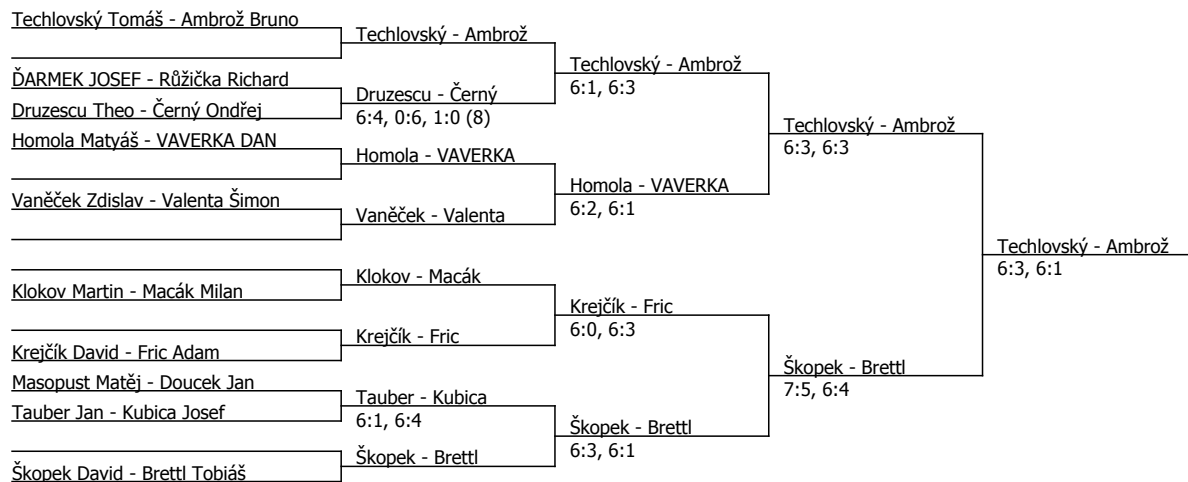 Techlovský Tomáš - Ambrož Bruno
ĎARMEK JOSEF - Růžička Richard
Druzescu Theo - Černý Ondřej
Homola Matyáš - VAVERKA DAN
Vaněček Zdislav - Valenta Šimon
Klokov Martin - Macák Milan
Krejčík David - Fric Adam
Masopust Matěj - Doucek Jan
Tauber Jan - Kubica Josef
Škopek David - Brettl Tobiáš
Techlovský - Ambrož
Druzescu - Černý
6:4, 0:6, 1:0 (8)
Homola - VAVERKA
Vaněček - Valenta
Klokov - Macák
Krejčík - Fric
Tauber - Kubica
6:1, 6:4
Škopek - Brettl
Techlovský - Ambrož
6:1, 6:3
Homola - VAVERKA
6:2, 6:1
Krejčík - Fric
6:0, 6:3
Škopek - Brettl
6:3, 6:1
Techlovský - Ambrož
6:3, 6:3
Škopek - Brettl
7:5, 6:4
Techlovský - Ambrož
6:3, 6:1